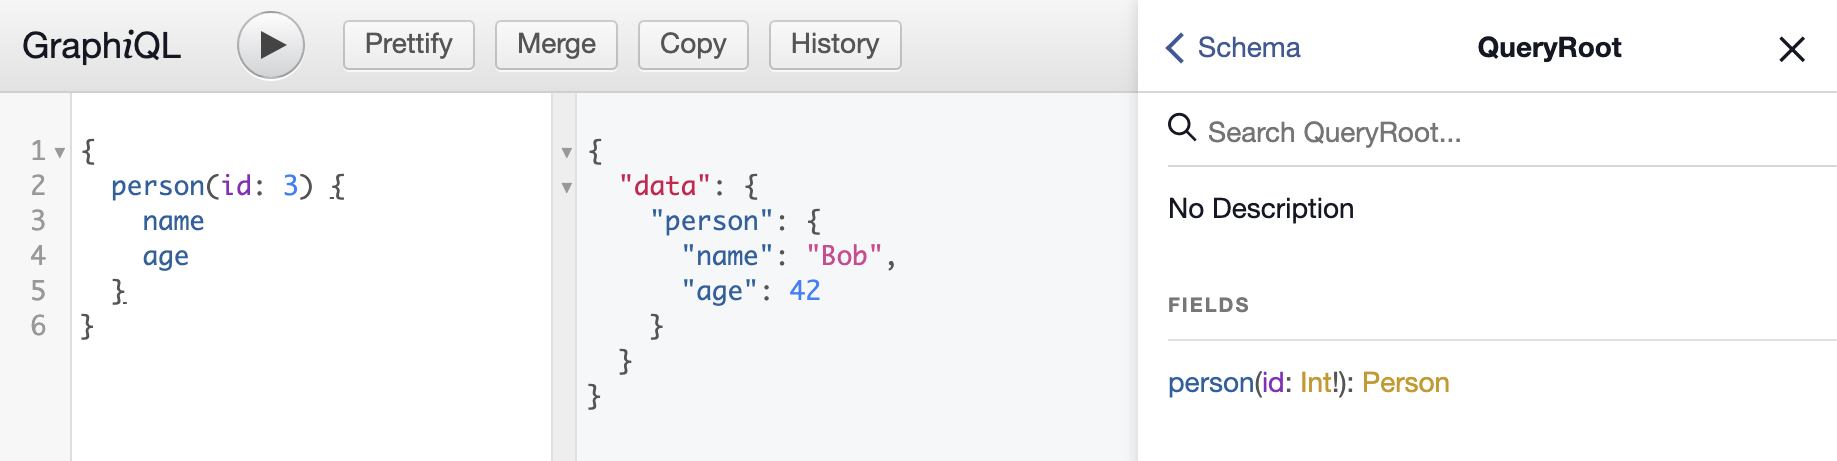 GraphiQL
Prettify
Merge
Copy
History
1 {
2 person(id: 3) {
3 name
4 age
5 }
6 }
{
"data": {
"person": {
"name": "Bob",
"age": 42
}
}
}
Schema
QueryRoot
Search QueryRoot...
No Description
FIELDS
person(id: Int!): Person